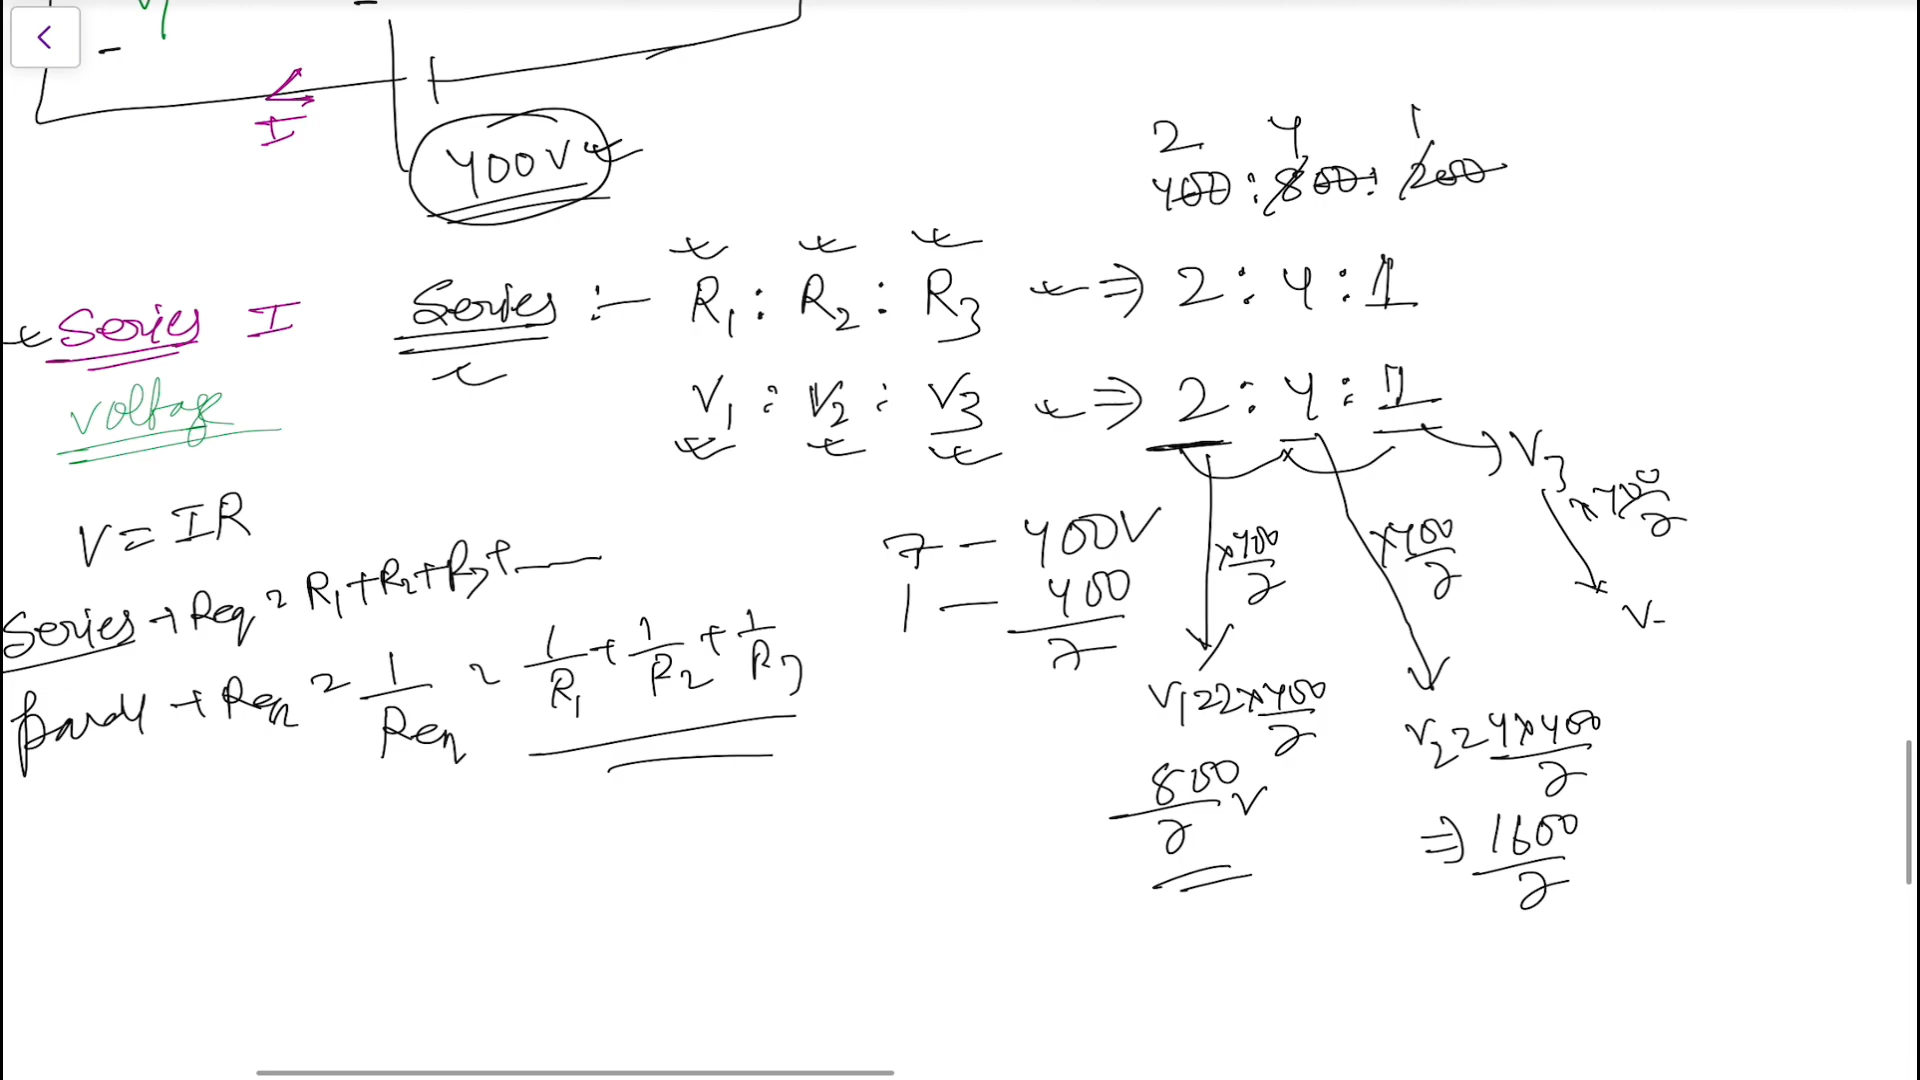 I
400V
2 4 1
400 : 800 : 200
Series I
Series :- R1 : R2 : R3 => 2 : 4 : 1
voltage
V1 : V2 : V3 => 2 : 4 : 1
V3
V = IR
7 - 400V
×400/7
×400/7
×400/7
1 - 400/7
Series → Req = R1+R2+R3+
V-
→ Req = 1/Req = 1/R1 + 1/R2 + 1/R3
V1 = 2×400/7
V2 = 4×400/7
800/7 V
=> 1600/7